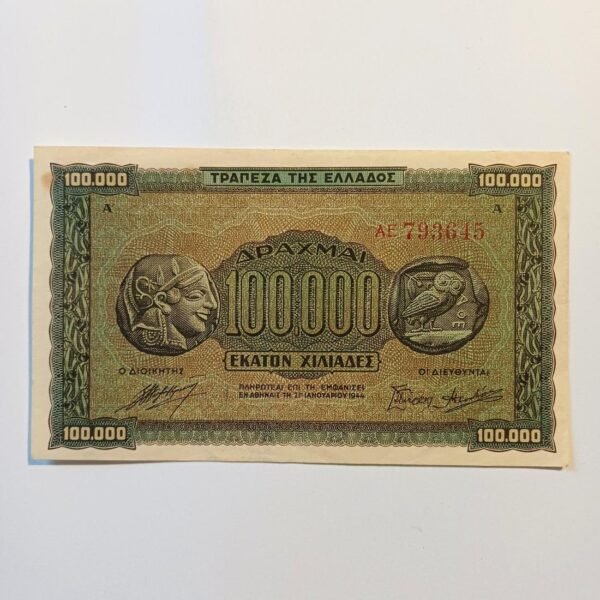 100.000 ΤΡΑΠΕΖΑ ΤΗΣ ΕΛΛΑΔΟΣ 100.000
Α Α
ΑΕ 793645
ΔΡΑΧΜΑΙ
100.000
ΕΚΑΤΟΝ ΧΙΛΙΑΔΕΣ
Ο ΔΙΟΙΚΗΤΗΣ ΟΙ ΔΙΕΥΘΥΝΤΑΙ
ΠΛΗΡΩΤΕΑΙ ΕΠΙ ΤΗ ΕΜΦΑΝΙΣΕΙ
ΕΝ ΑΘΗΝΑΙΣ ΤΗ 21 ΙΑΝΟΥΑΡΙΟΥ 1944
100.000 100.000